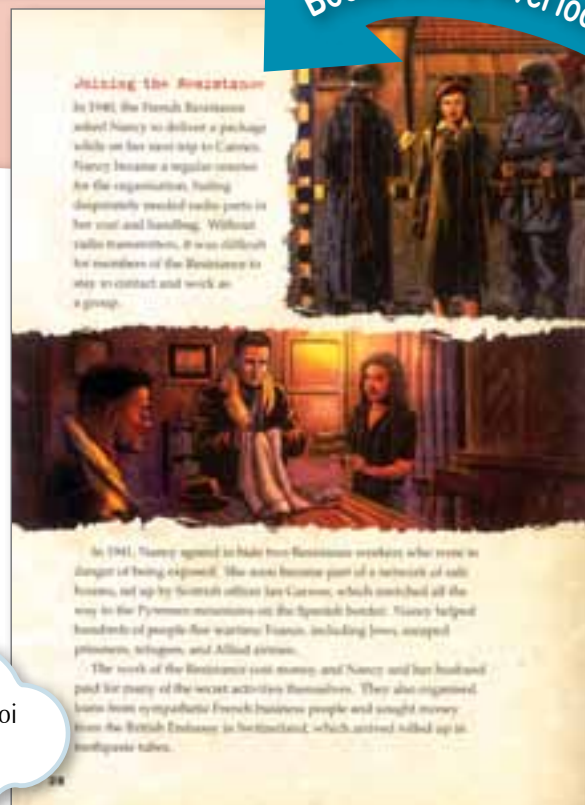 Joining the Resistance
In 1940, the French Resistance
asked Nancy to deliver a package
while on her next trip to Cannes.
Nancy became a regular courier
for the organisation, hiding
desperately needed radio parts in
her coat and handbag. Without
radio transmitters, it was difficult
for members of the Resistance to
stay in contact and work as
a group.
In 1941, Nancy agreed to hide two Resistance workers who were in
danger of being exposed. She soon became part of a network of safe
houses, set up by Scottish officer Ian Garrow, which stretched all the
way to the Pyrenees mountains on the Spanish border. Nancy helped
hundreds of people flee wartime France, including Jews, escaped
prisoners, refugees, and Allied airmen.
The work of the Resistance cost money, and Nancy and her husband
paid for many of the secret activities themselves. They also organised
loans from sympathetic French business people and sought money
from the British Embassy in Switzerland, which arrived rolled up in
toothpaste tubes.
oi
28